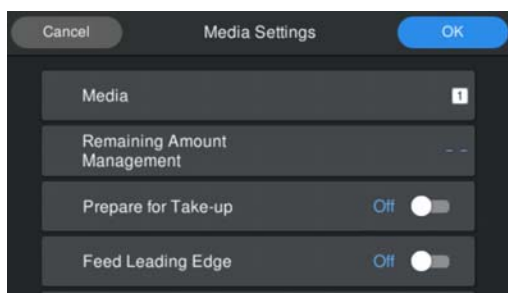 Cancel Media Settings OK
Media 1
Remaining Amount
Management - -
Prepare for Take-up Off
Feed Leading Edge Off